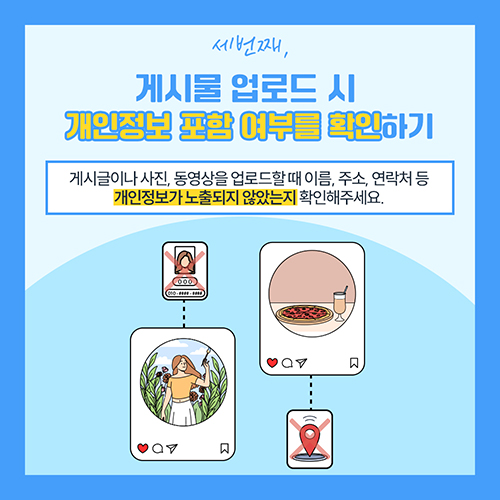 세번째,
게시물 업로드 시
개인정보 포함 여부를 확인하기
게시글이나 사진, 동영상을 업로드할 때 이름, 주소, 연락처 등
개인정보가 노출되지 않았는지 확인해주세요.
○○○